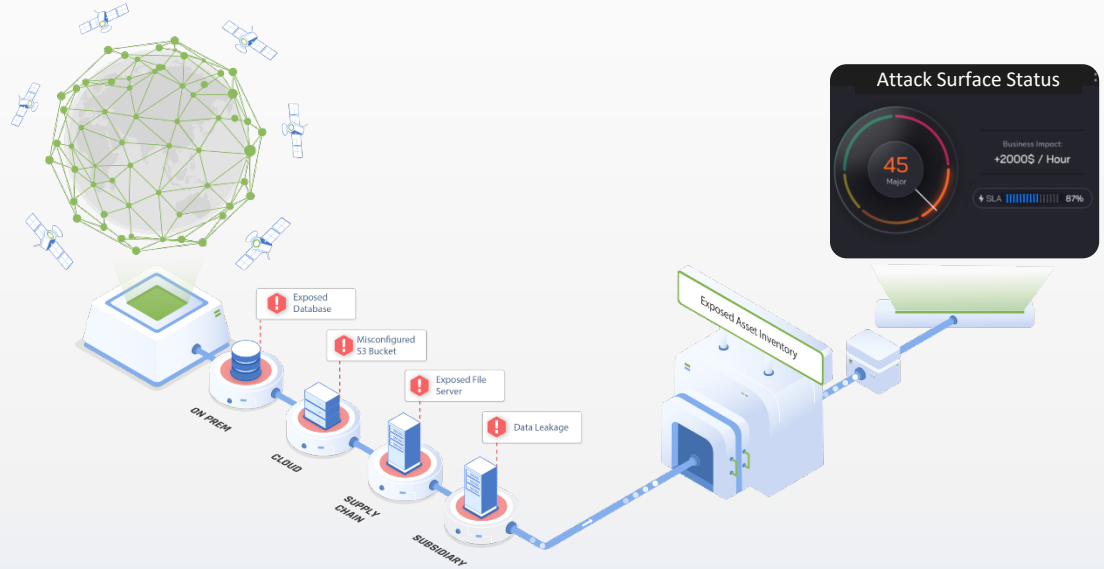 Attack Surface Status
45
Major
Business Impact:
+2000$ / Hour
SLA
87%
Exposed
Database
Misconfigured
S3 Bucket
Exposed File
Server
Data Leakage
ON PREM
CLOUD
SUPPLY
CHAIN
SUBSIDIARY
Exposed Asset Inventory